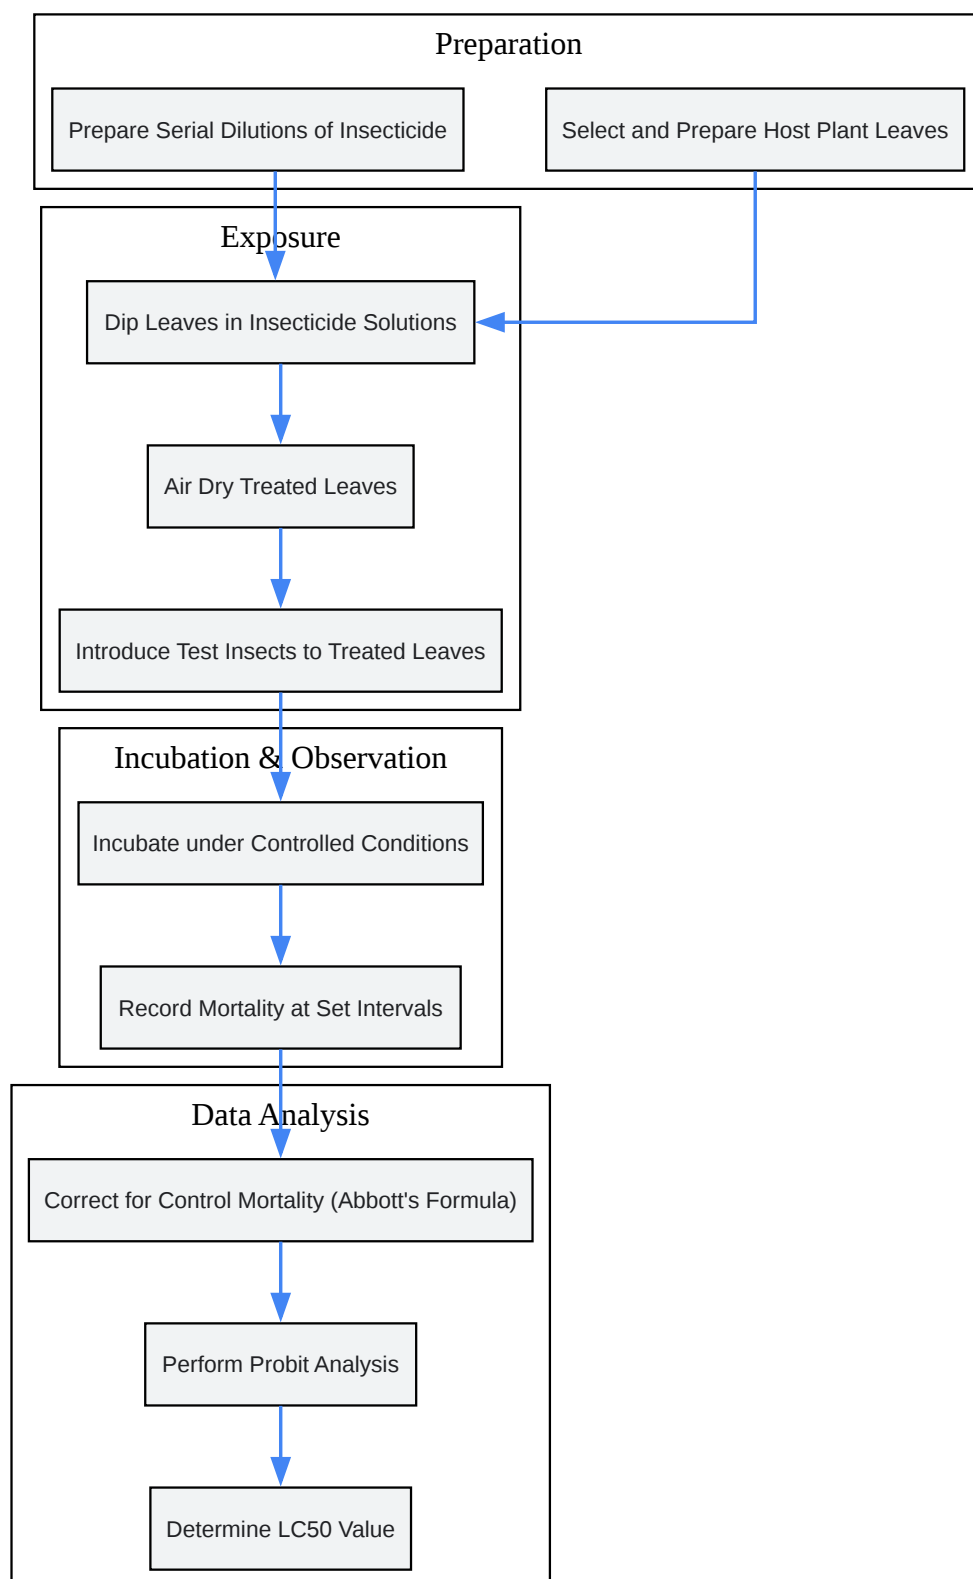 Preparation
Prepare Serial Dilutions of Insecticide
Select and Prepare Host Plant Leaves
Exposure
Dip Leaves in Insecticide Solutions
Air Dry Treated Leaves
Introduce Test Insects to Treated Leaves
Incubation & Observation
Incubate under Controlled Conditions
Record Mortality at Set Intervals
Data Analysis
Correct for Control Mortality (Abbott's Formula)
Perform Probit Analysis
Determine LC50 Value